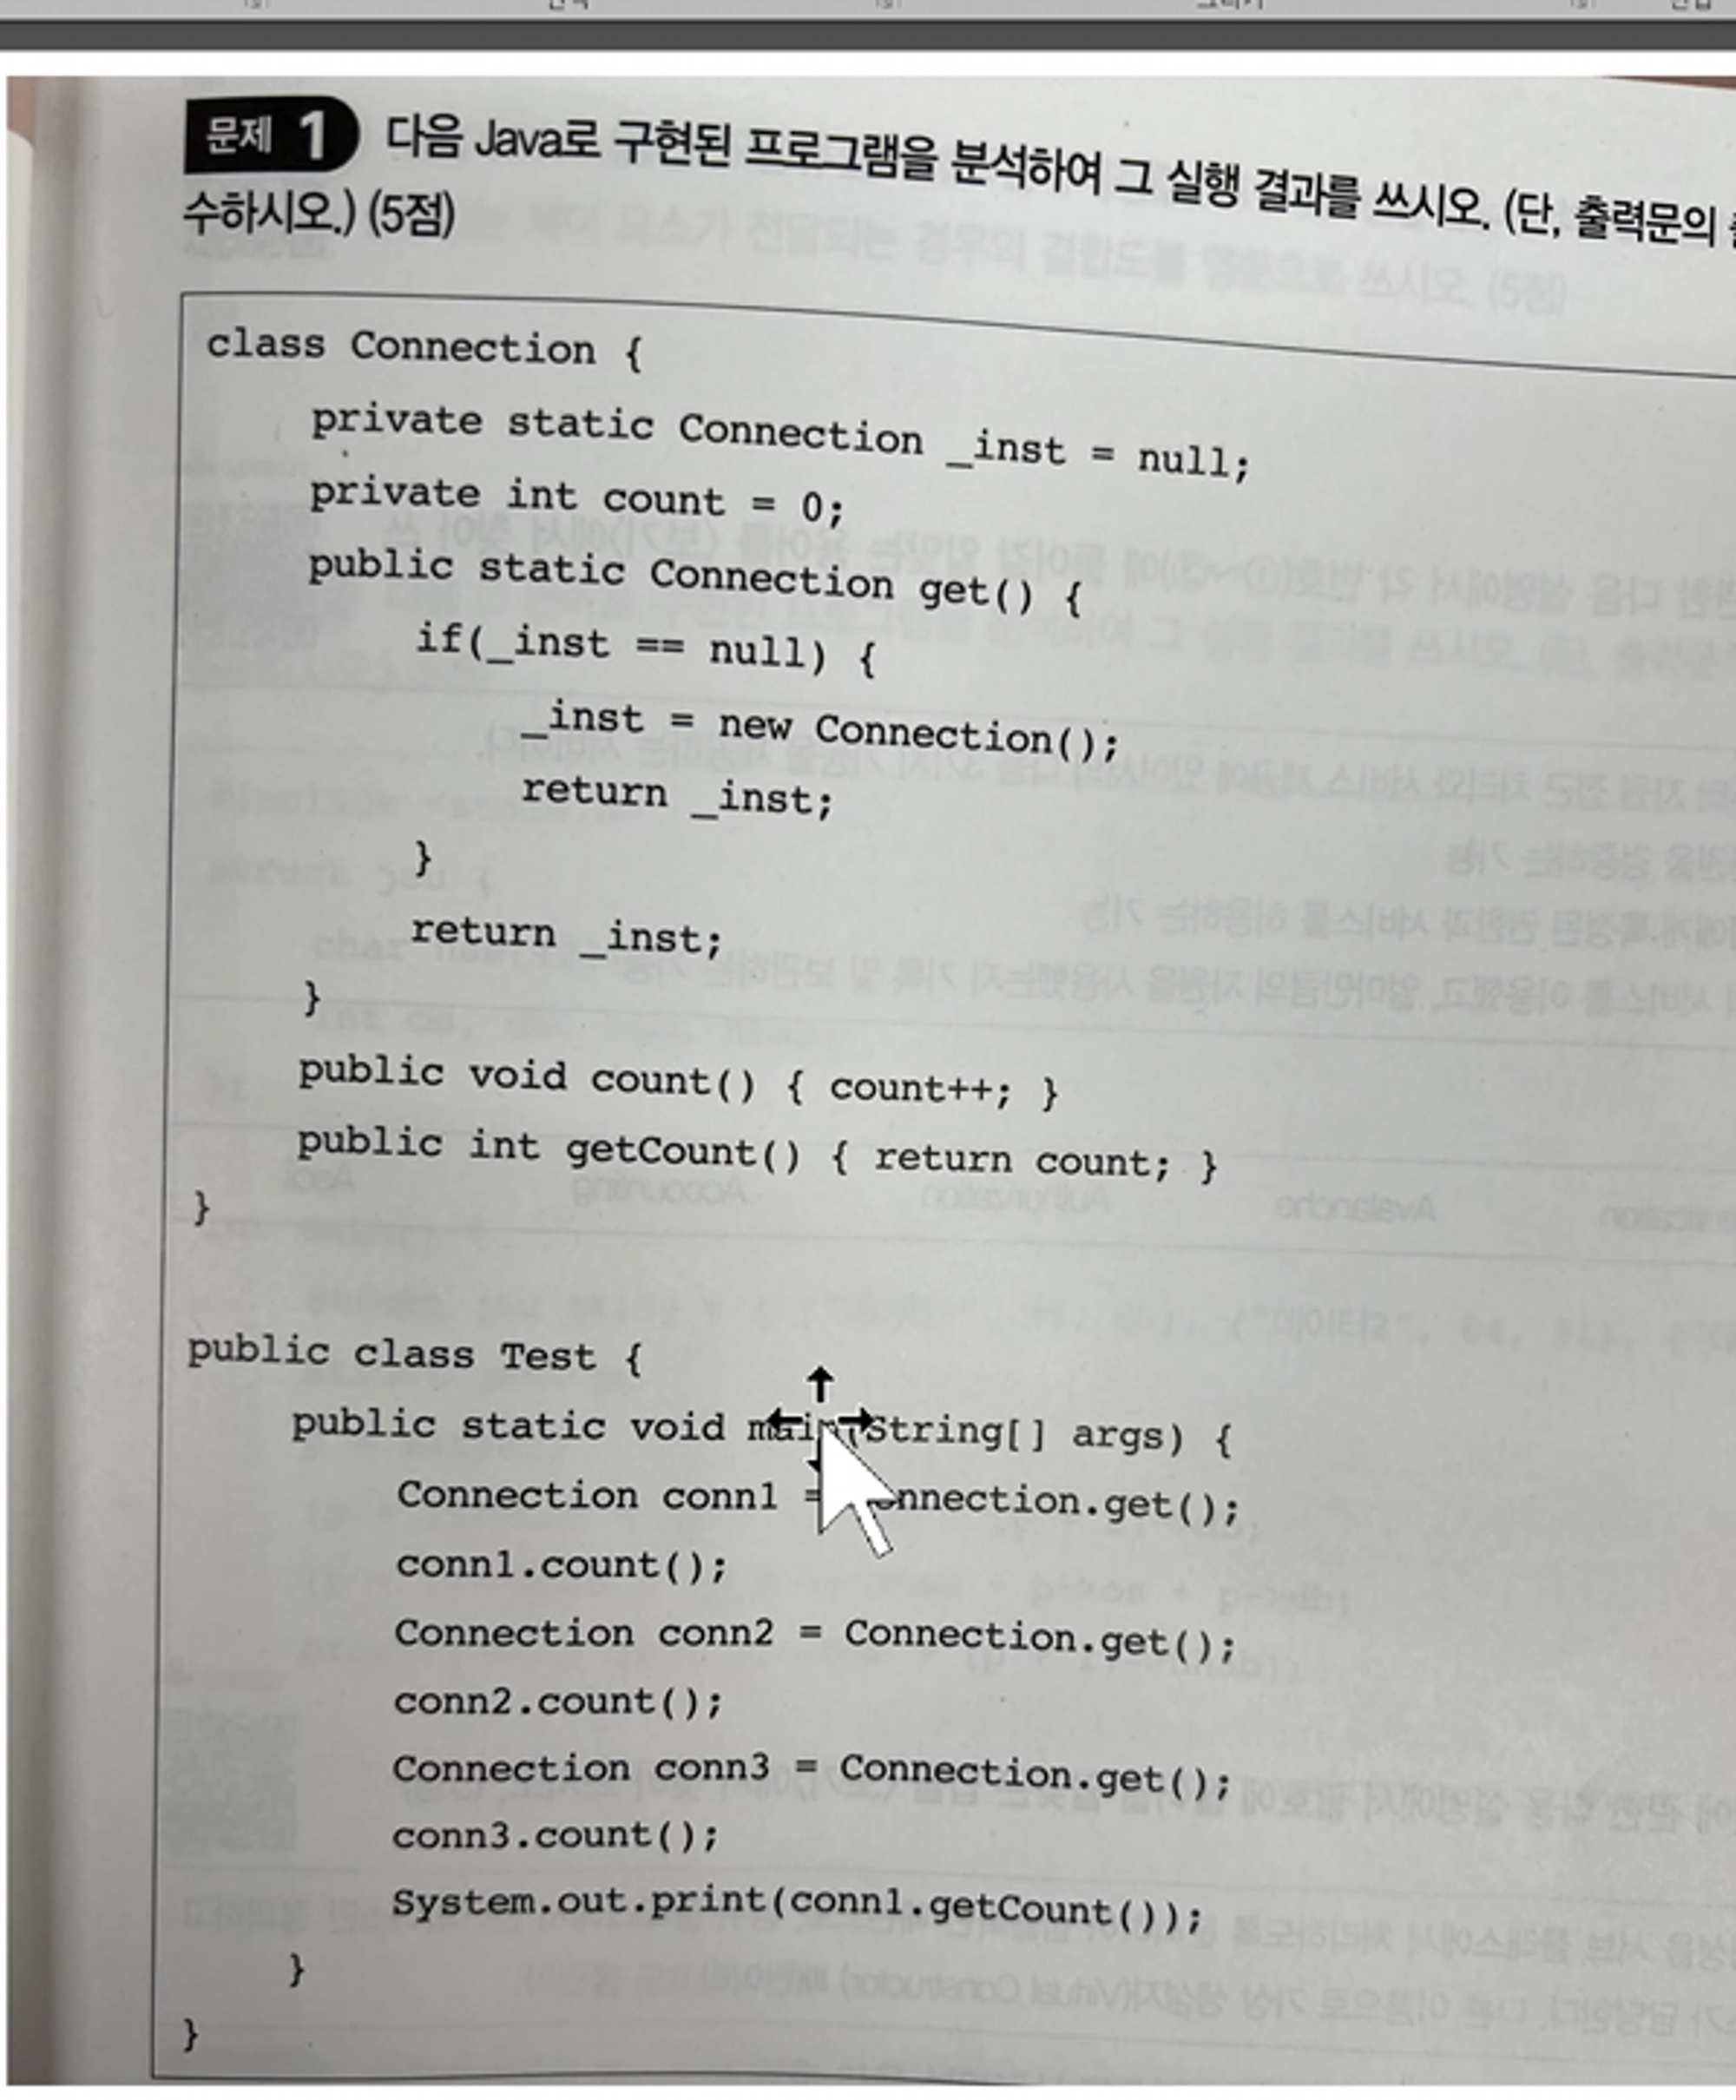 문제 1 다음 Java로 구현된 프로그램을 분석하여 그 실행 결과를 쓰시오. (단, 출력문의
수하시오.) (5점)
class Connection {
private static Connection _inst = null;
private int count = 0;
public static Connection get() {
if(_inst == null) {
_inst = new Connection();
return _inst;
}
return _inst;
}
public void count() { count++; }
public int getCount() { return count; }
}
public class Test {
public static void main(String[] args) {
Connection conn1 = Connection.get();
conn1.count();
Connection conn2 = Connection.get();
conn2.count();
Connection conn3 = Connection.get();
conn3.count();
System.out.print(conn1.getCount());
}
}